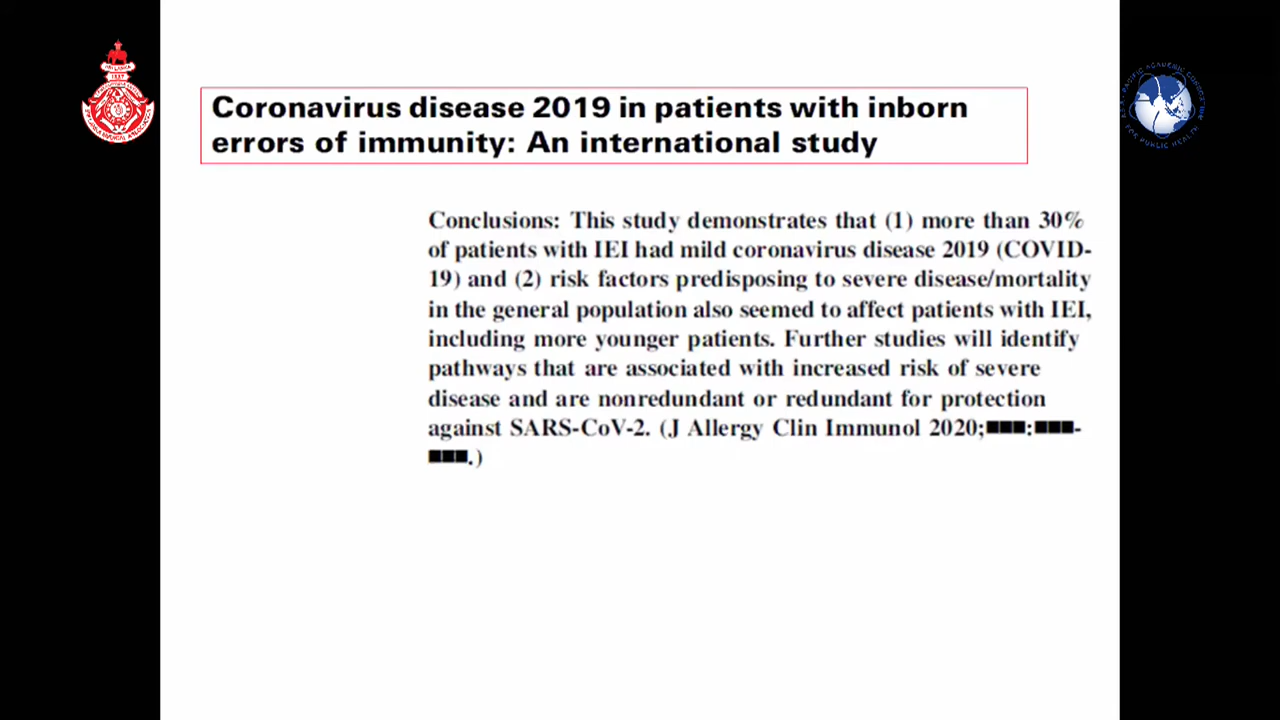 Coronavirus disease 2019 in patients with inborn
errors of immunity: An international study
Conclusions: This study demonstrates that (1) more than 30%
of patients with IEI had mild coronavirus disease 2019 (COVID-
19) and (2) risk factors predisposing to severe disease/mortality
in the general population also seemed to affect patients with IEI,
including more younger patients. Further studies will identify
pathways that are associated with increased risk of severe
disease and are nonredundant or redundant for protection
against SARS-CoV-2. (J Allergy Clin Immunol 2020;■■■:■■■-
■■■.)